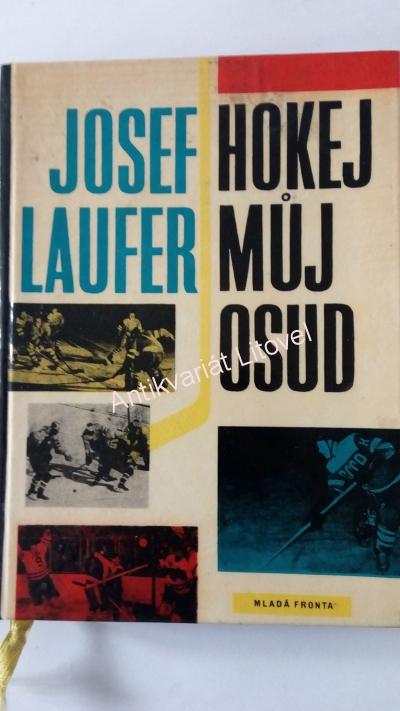 JOSEF
LAUFER
HOKEJ
MŮJ
OSUD
Antikvariát Litovel
MLADÁ FRONTA